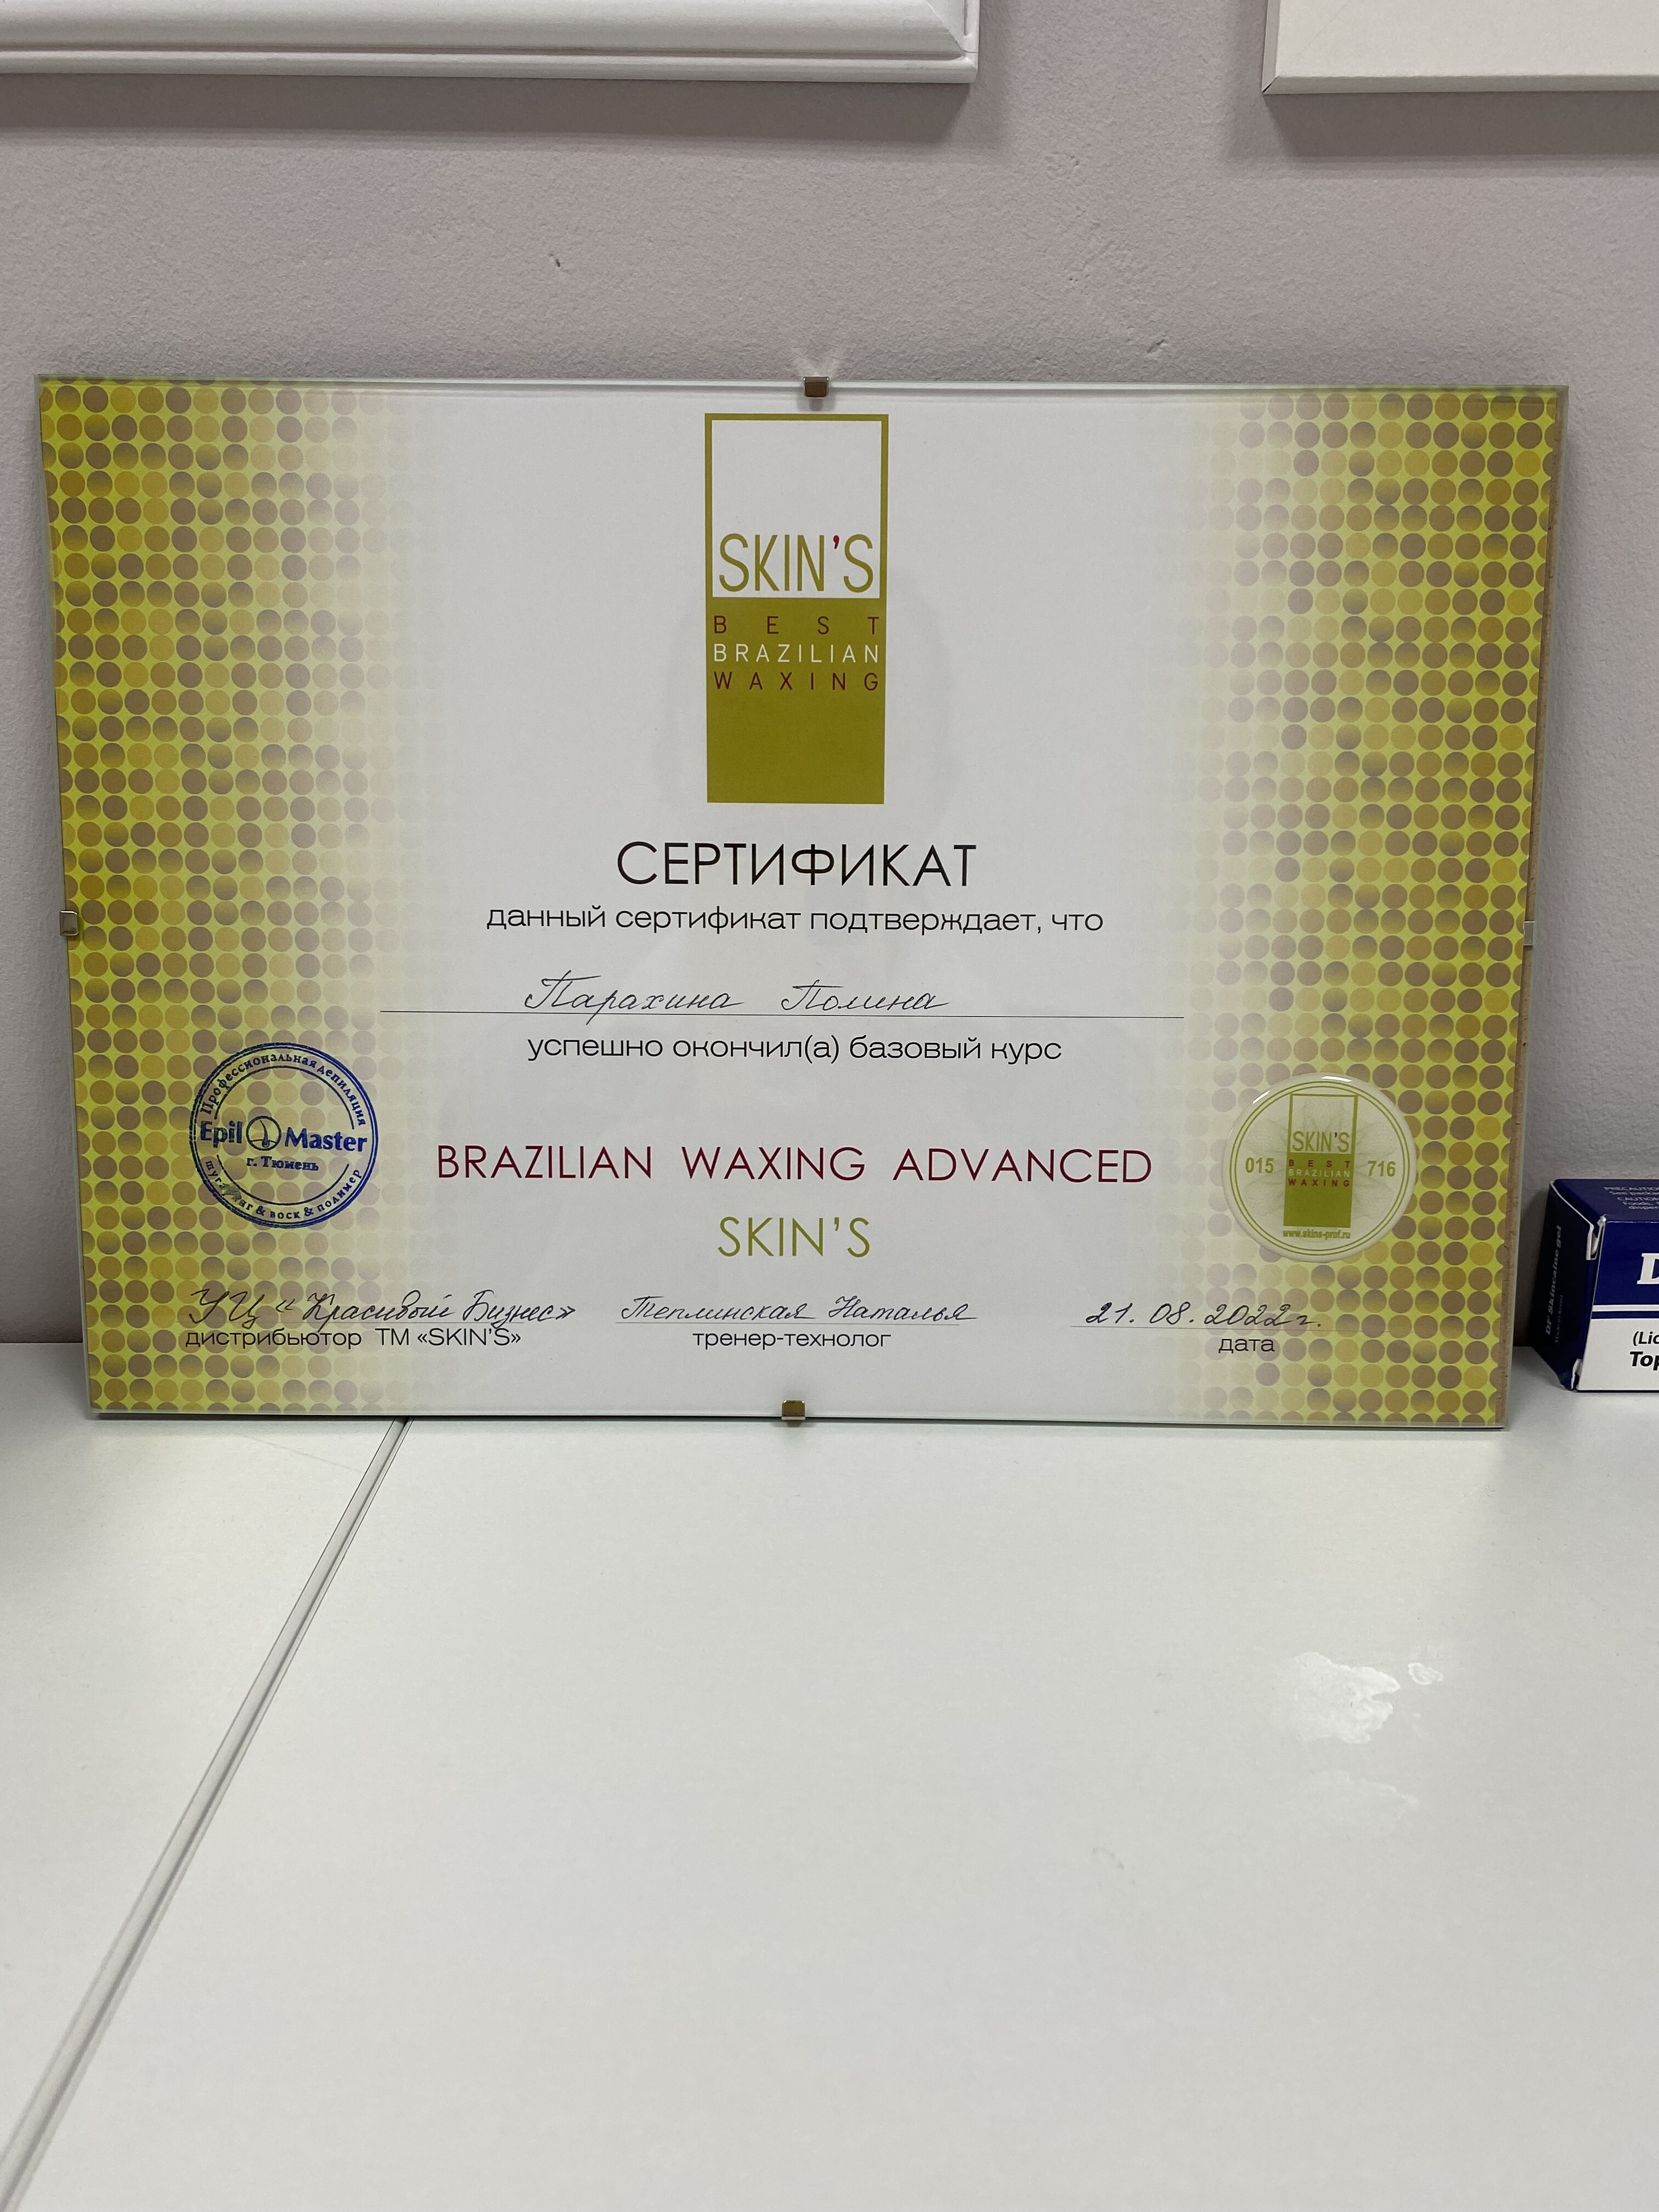 SKIN'S
BEST
BRAZILIAN
WAXING
СЕРТИФИКАТ
данный сертификат подтверждает, что
Парахина Полина
успешно окончил(а) базовый курс
Профессиональная депиляция
Epil Master
г. Тюмень
& воск & полимер
BRAZILIAN WAXING ADVANCED
SKIN'S
SKIN'S
015 BEST 716
BRAZILIAN
WAXING
www.skins-prof.ru
УЦ «Красивый Бизнес» Теплинская Наталья 21.08.2022г.
дистрибьютор ТМ «SKIN'S» тренер-технолог дата